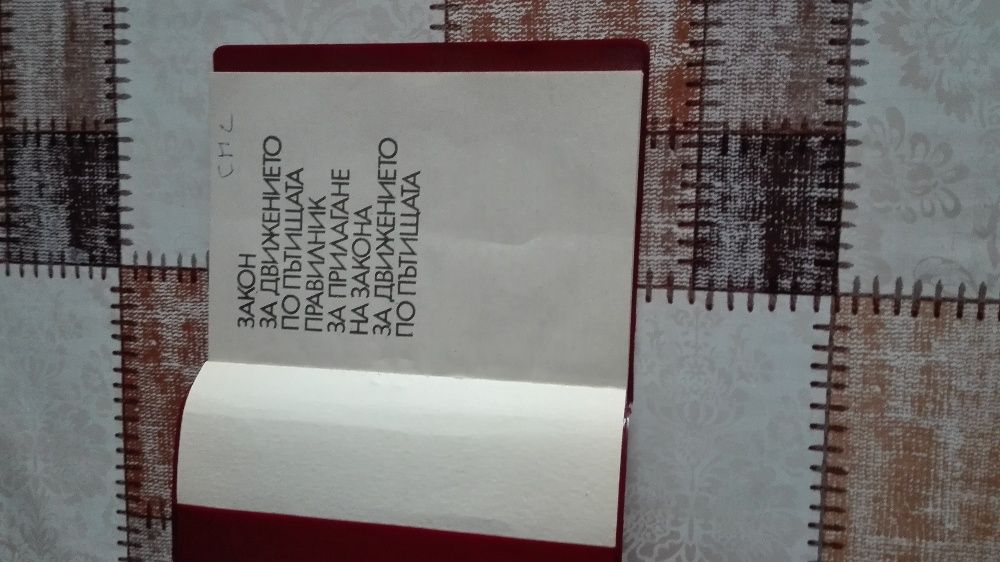 ЗАКОН
ЗА ДВИЖЕНИЕТО
ПО ПЪТИЩАТА
ПРАВИЛНИК
ЗА ПРИЛАГАНЕ
НА ЗАКОНА
ЗА ДВИЖЕНИЕТО
ПО ПЪТИЩАТА